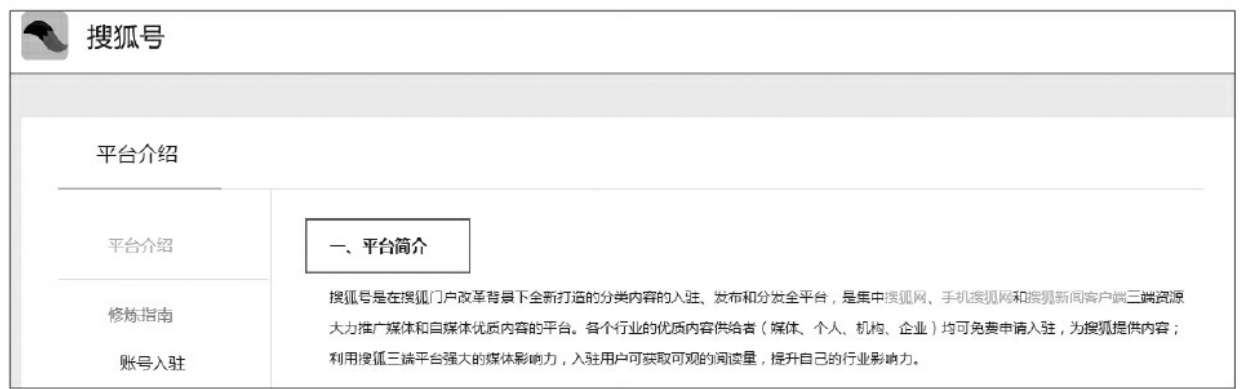 搜狐号
平台介绍
平台介绍
修炼指南
账号入驻
一、平台简介
搜狐号是在搜狐门户改革背景下全新打造的分类内容的入驻、发布和分发全平台，是集中搜狐网、手机搜狐网和搜狐新闻客户端三端资源
大力推广媒体和自媒体优质内容的平台。各个行业的优质内容供给者（媒体、个人、机构、企业）均可免费申请入驻，为搜狐提供内容；
利用搜狐三端平台强大的媒体影响力，入驻用户可获取可观的阅读量，提升自己的行业影响力。